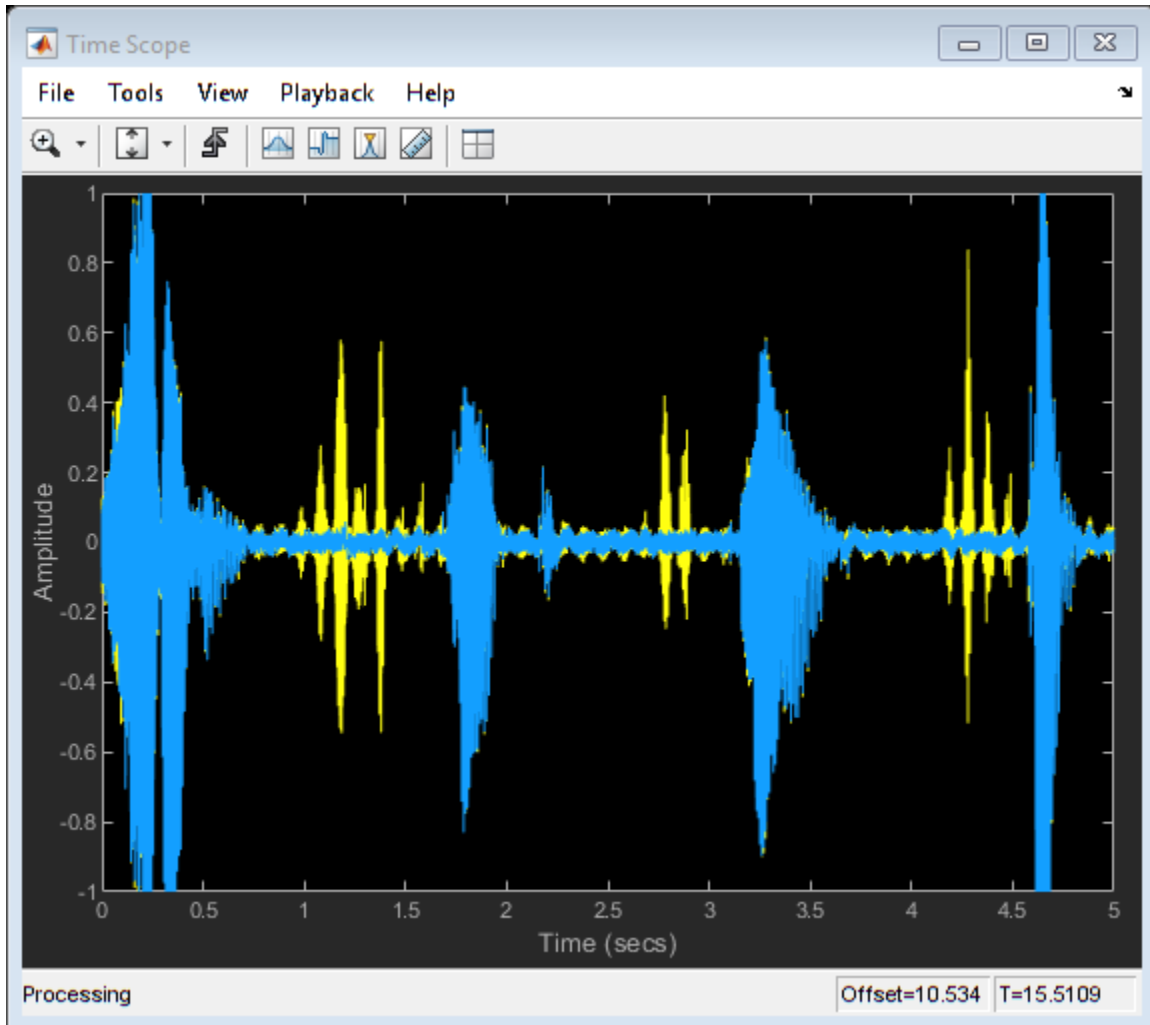 Time Scope
File Tools View Playback Help
1
0.8
0.6
0.4
0.2
0
-0.2
-0.4
-0.6
-0.8
-1
Amplitude
0 0.5 1 1.5 2 2.5 3 3.5 4 4.5 5
Time (secs)
Processing Offset=10.534 T=15.5109